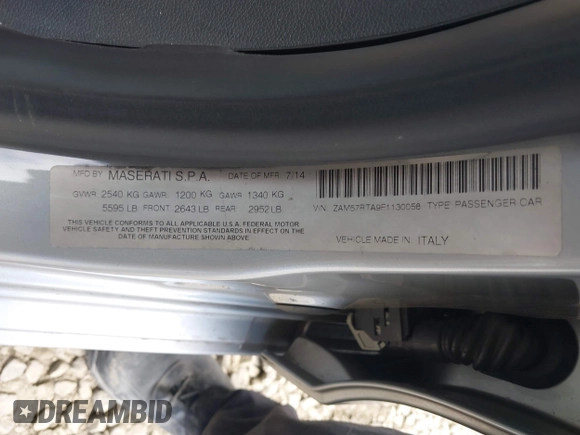 MFD BY MASERATI S.P.A. DATE OF MFR. 7/14
GVWR: 2540 KG GAWR: 1200 KG GAWR: 1340 KG
5595 LB FRONT: 2643 LB REAR: 2952 LB
THIS VEHICLE CONFORMS TO ALL APPLICABLE U.S.A. FEDERAL MOTOR
VEHICLE SAFETY AND THEFT PREVENTION STANDARDS IN EFFECT ON THE
DATE OF MANUFACTURE SHOWN ABOVE.
V.I.N.: ZAM57RTA9F1130058 - TYPE: PASSENGER CAR
VEHICLE MADE IN: ITALY
DREAMBID